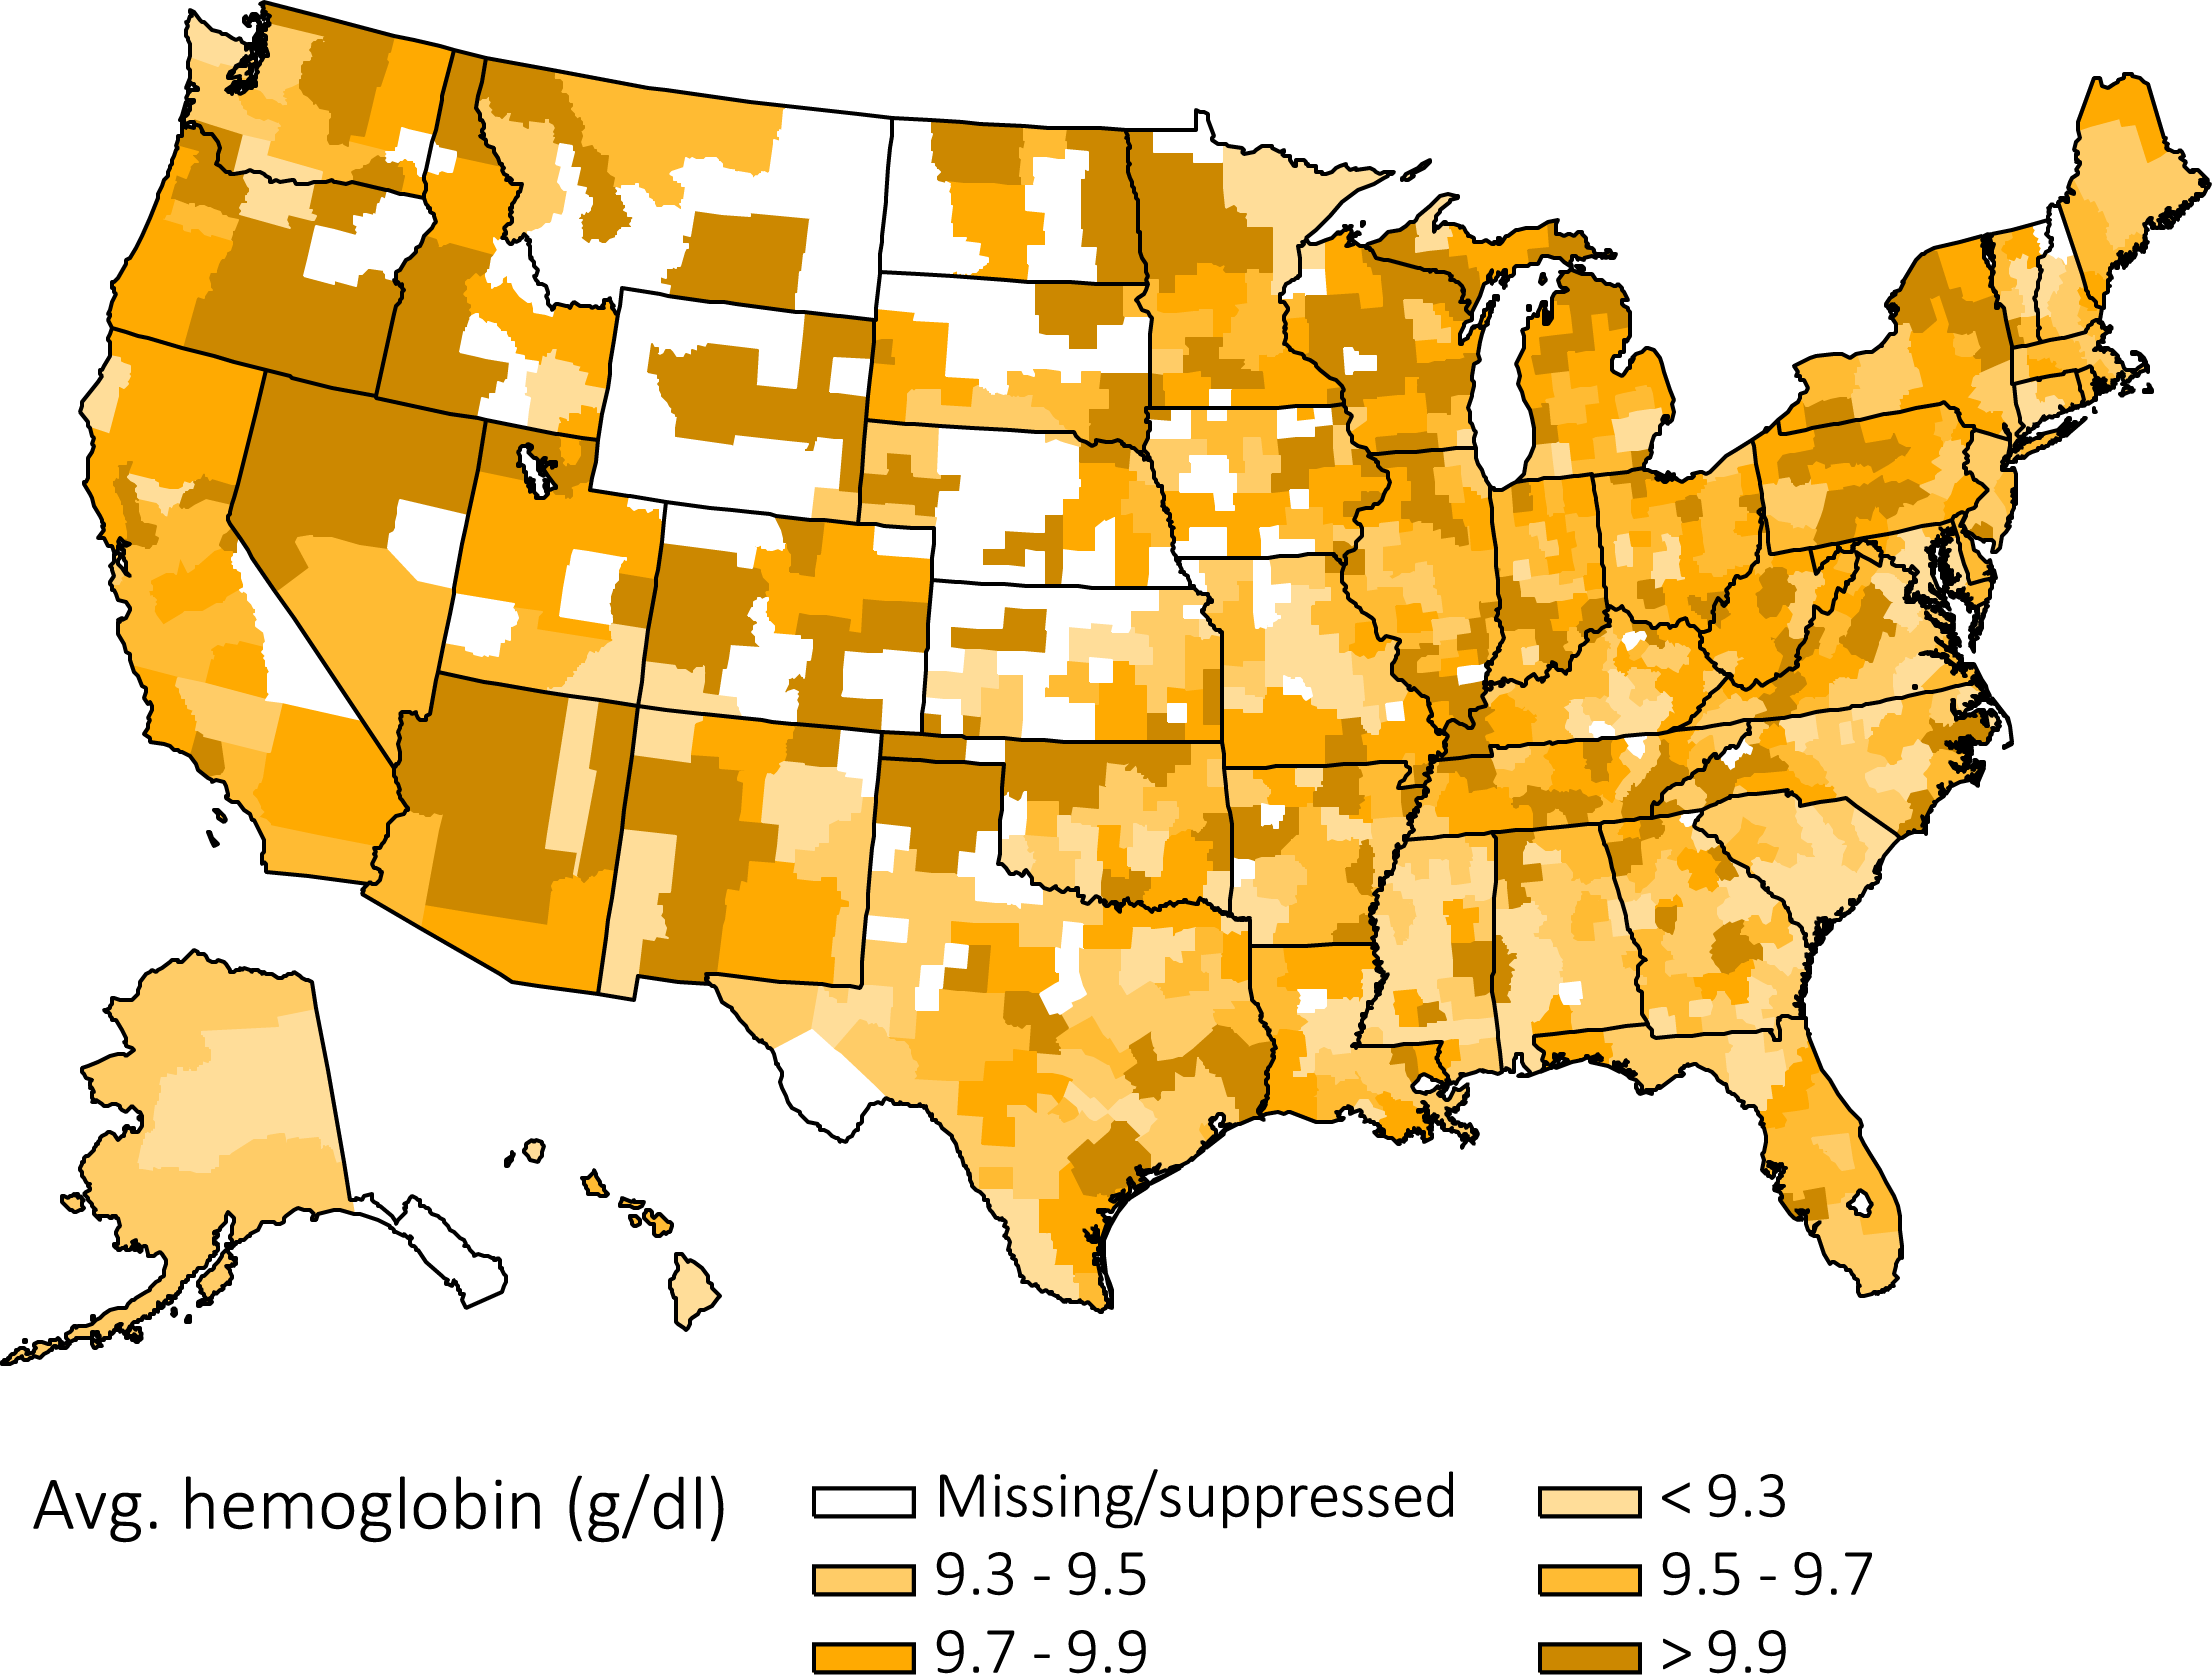 Avg. hemoglobin (g/dl)
Missing/suppressed
< 9.3
9.3 - 9.5
9.5 - 9.7
9.7 - 9.9
> 9.9